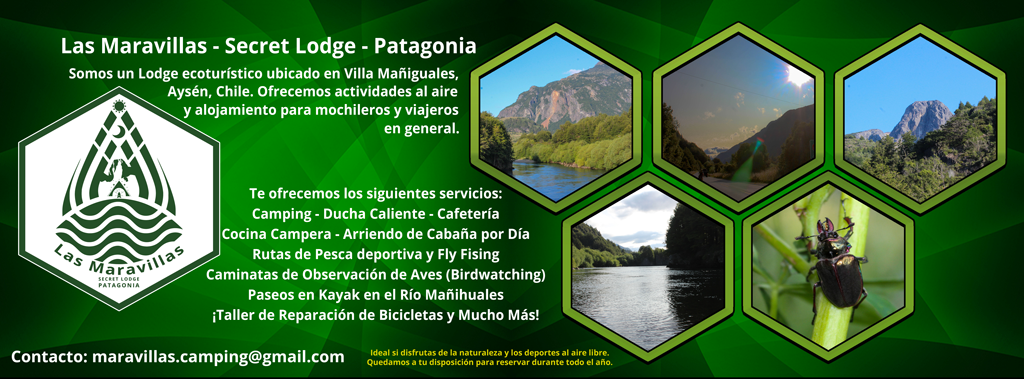 Las Maravillas - Secret Lodge - Patagonia
Somos un Lodge ecoturístico ubicado en Villa Mañiguales,
Aysén, Chile. Ofrecemos actividades al aire
y alojamiento para mochileros y viajeros
en general.
Las Maravillas
SECRET LODGE
PATAGONIA
Te ofrecemos los siguientes servicios:
Camping - Ducha Caliente - Cafetería
Cocina Campera - Arriendo de Cabaña por Día
Rutas de Pesca deportiva y Fly Fising
Caminatas de Observación de Aves (Birdwatching)
Paseos en Kayak en el Río Mañihuales
¡Taller de Reparación de Bicicletas y Mucho Más!
Contacto: maravillas.camping@gmail.com
Ideal si disfrutas de la naturaleza y los deportes al aire libre.
Quedamos a tu disposición para reservar durante todo el año.